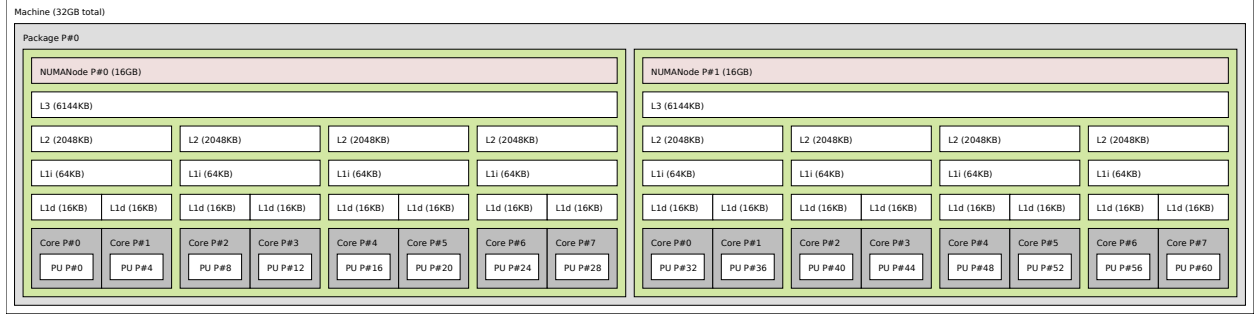 Machine (32GB total)
Package P#0
NUMANode P#0 (16GB) NUMANode P#1 (16GB)
L3 (6144KB) L3 (6144KB)
L2 (2048KB) L2 (2048KB) L2 (2048KB) L2 (2048KB) L2 (2048KB) L2 (2048KB) L2 (2048KB) L2 (2048KB)
L1i (64KB) L1i (64KB) L1i (64KB) L1i (64KB) L1i (64KB) L1i (64KB) L1i (64KB) L1i (64KB)
L1d (16KB) L1d (16KB) L1d (16KB) L1d (16KB) L1d (16KB) L1d (16KB) L1d (16KB) L1d (16KB) L1d (16KB) L1d (16KB) L1d (16KB) L1d (16KB) L1d (16KB) L1d (16KB) L1d (16KB) L1d (16KB)
Core P#0 Core P#1 Core P#2 Core P#3 Core P#4 Core P#5 Core P#6 Core P#7 Core P#0 Core P#1 Core P#2 Core P#3 Core P#4 Core P#5 Core P#6 Core P#7
PU P#0 PU P#4 PU P#8 PU P#12 PU P#16 PU P#20 PU P#24 PU P#28 PU P#32 PU P#36 PU P#40 PU P#44 PU P#48 PU P#52 PU P#56 PU P#60